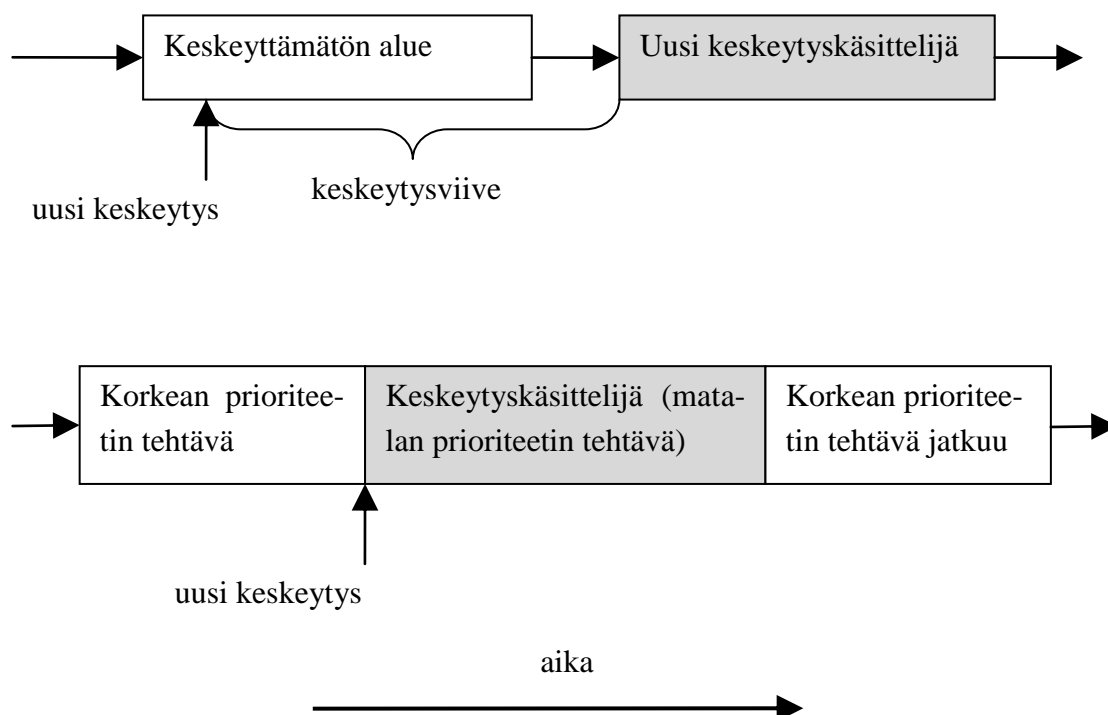 Keskeyttämätön alue
Uusi keskeytyskäsittelijä
keskeytysviive
uusi keskeytys
Korkean prioritee-
tin tehtävä
Keskeytyskäsittelijä (mata-
lan prioriteetin tehtävä)
Korkean prioritee-
tin tehtävä jatkuu
uusi keskeytys
aika